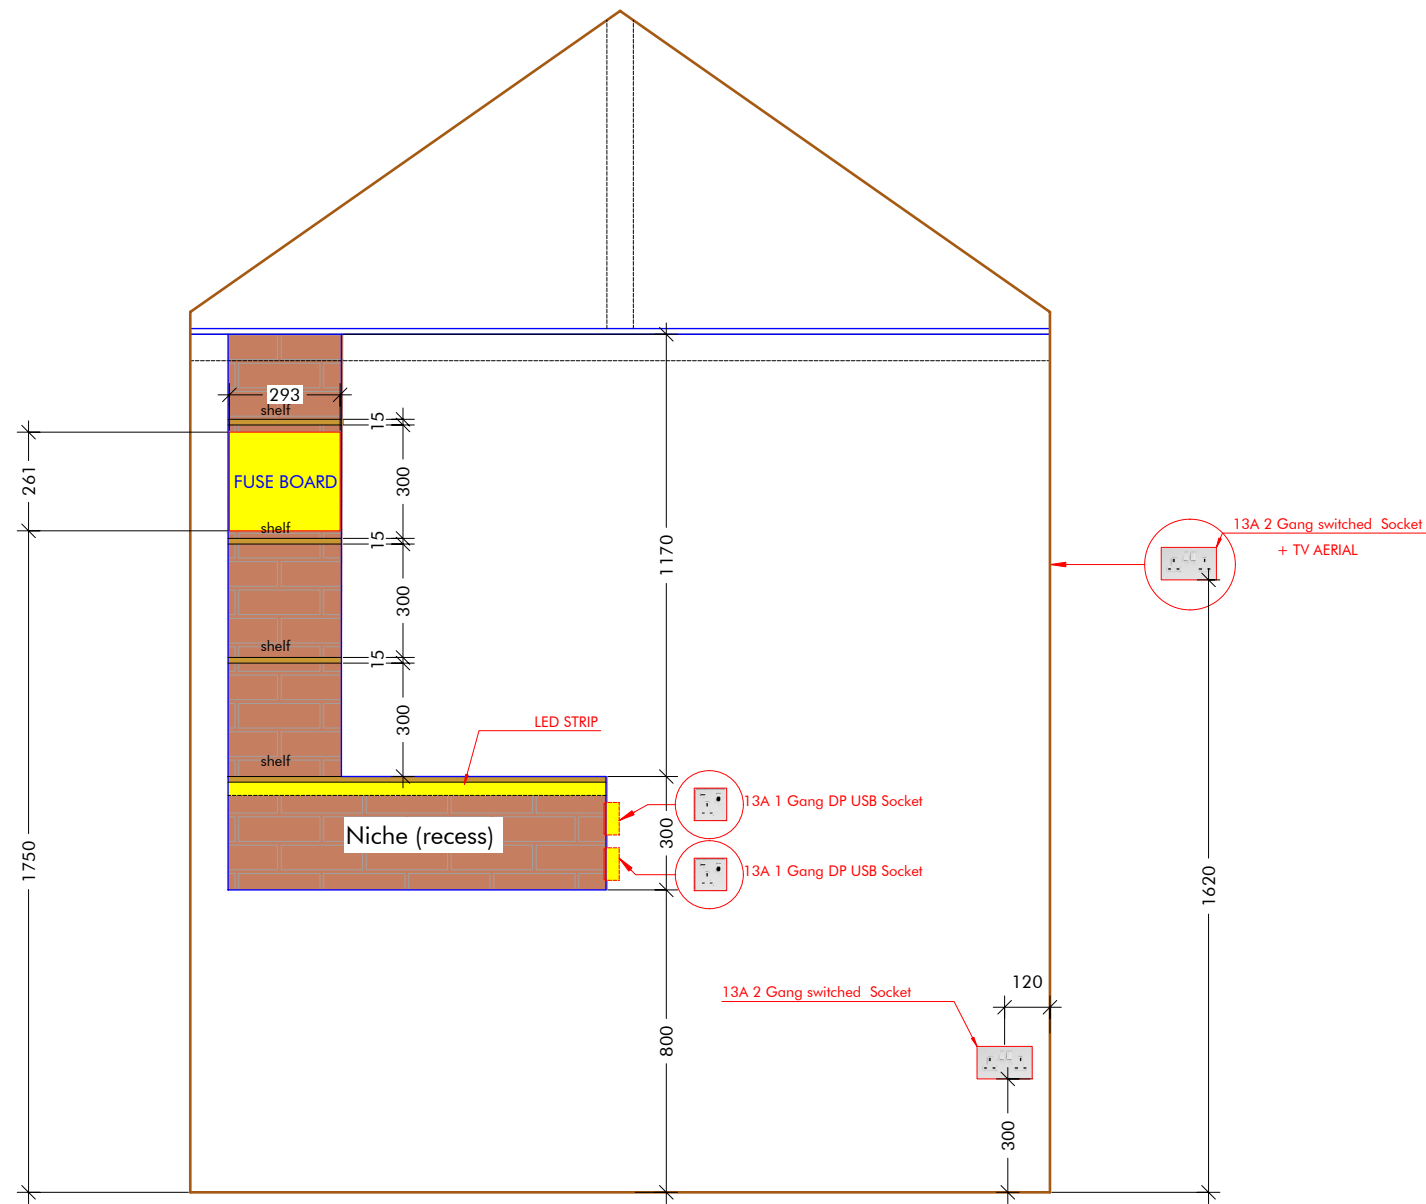 293
shelf
15
261
FUSE BOARD
300
13A 2 Gang switched  Socket
+ TV AERIAL
shelf
15
1170
300
shelf
15
300
LED STRIP
shelf
13A 1 Gang DP USB Socket
Niche (recess)
300
13A 1 Gang DP USB Socket
1750
1620
120
13A 2 Gang switched  Socket
800
300